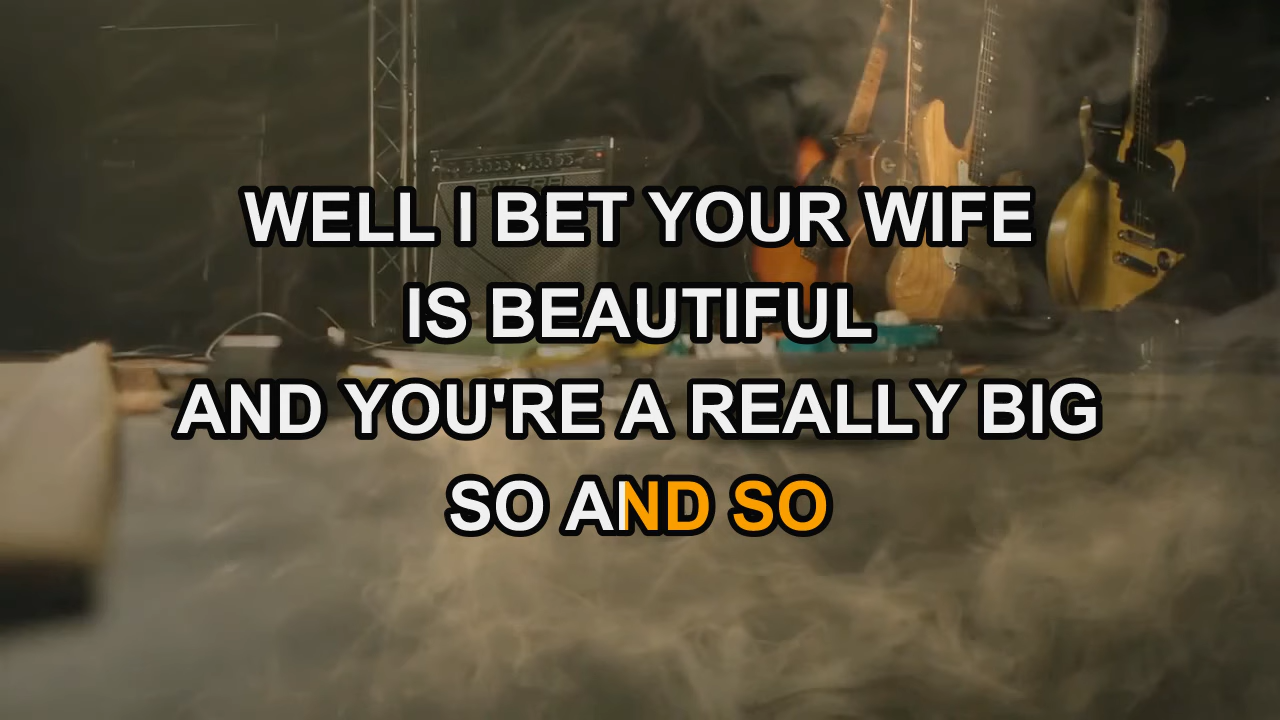 WELL I BET YOUR WIFE
IS BEAUTIFUL
AND YOU'RE A REALLY BIG
SO AND SO